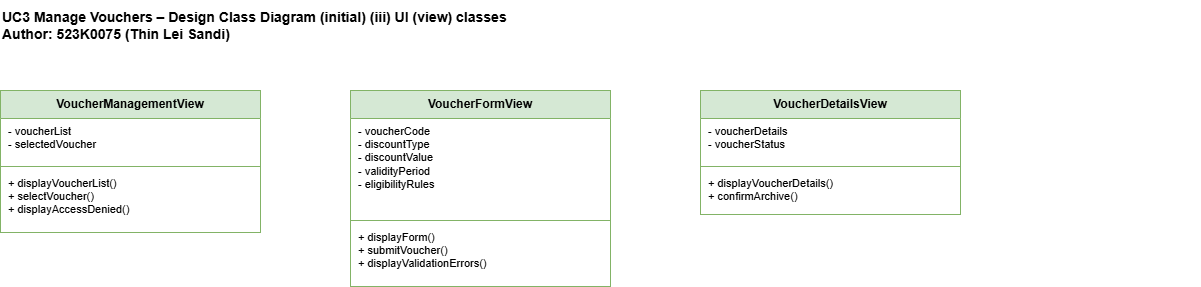 UC3 Manage Vouchers – Design Class Diagram (initial) (iii) UI (view) classes
Author: 523K0075 (Thin Lei Sandi)
VoucherManagementView
- voucherList
- selectedVoucher
+ displayVoucherList()
+ selectVoucher()
+ displayAccessDenied()
VoucherFormView
- voucherCode
- discountType
- discountValue
- validityPeriod
- eligibilityRules
+ displayForm()
+ submitVoucher()
+ displayValidationErrors()
VoucherDetailsView
- voucherDetails
- voucherStatus
+ displayVoucherDetails()
+ confirmArchive()